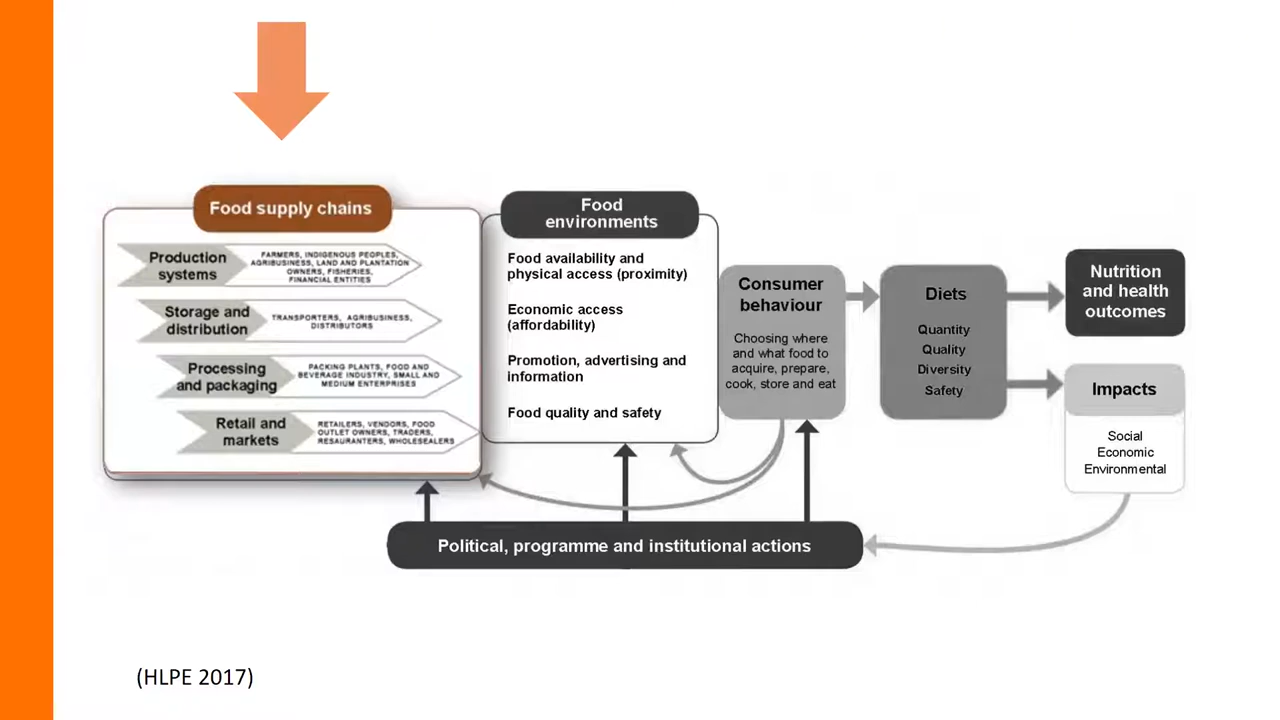 Food supply chains
Production
systems
FARMERS, INDIGENOUS PEOPLES,
AGRIBUSINESS, LAND AND PLANTATION
OWNERS, FISHERIES,
FINANCIAL ENTITIES
Storage and
distribution
TRANSPORTERS, AGRIBUSINESS,
DISTRIBUTORS
Processing
and packaging
PACKING PLANTS, FOOD AND
BEVERAGE INDUSTRY, SMALL AND
MEDIUM ENTERPRISES
Retail and
markets
RETAILERS, VENDORS, FOOD
OUTLET OWNERS, TRADERS,
RESAURANTERS, WHOLESEALERS
Food
environments
Food availability and
physical access (proximity)
Economic access
(affordability)
Promotion, advertising and
information
Food quality and safety
Consumer
behaviour
Choosing where
and what food to
acquire, prepare,
cook, store and eat
Diets
Quantity
Quality
Diversity
Safety
Nutrition
and health
outcomes
Impacts
Social
Economic
Environmental
Political, programme and institutional actions
(HLPE 2017)